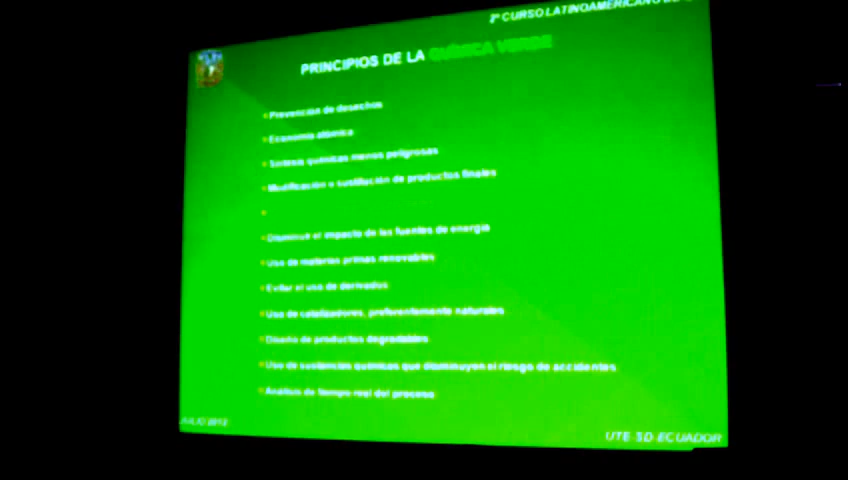 2º CURSO LATINOAMERICANO DE
PRINCIPIOS DE LA QUÍMICA VERDE
Prevención de desechos
Economía atómica
Síntesis químicas menos peligrosas
Modificación o sustitución de productos finales
Disminuir el impacto de las fuentes de energía
Uso de materias primas renovables
Evitar el uso de derivados
Uso de catalizadores, preferentemente naturales
Diseño de productos degradables
Uso de sustancias químicas que disminuyen el riesgo de accidentes
Análisis de tiempo real del proceso
JULIO
UTE-SD-ECUADOR